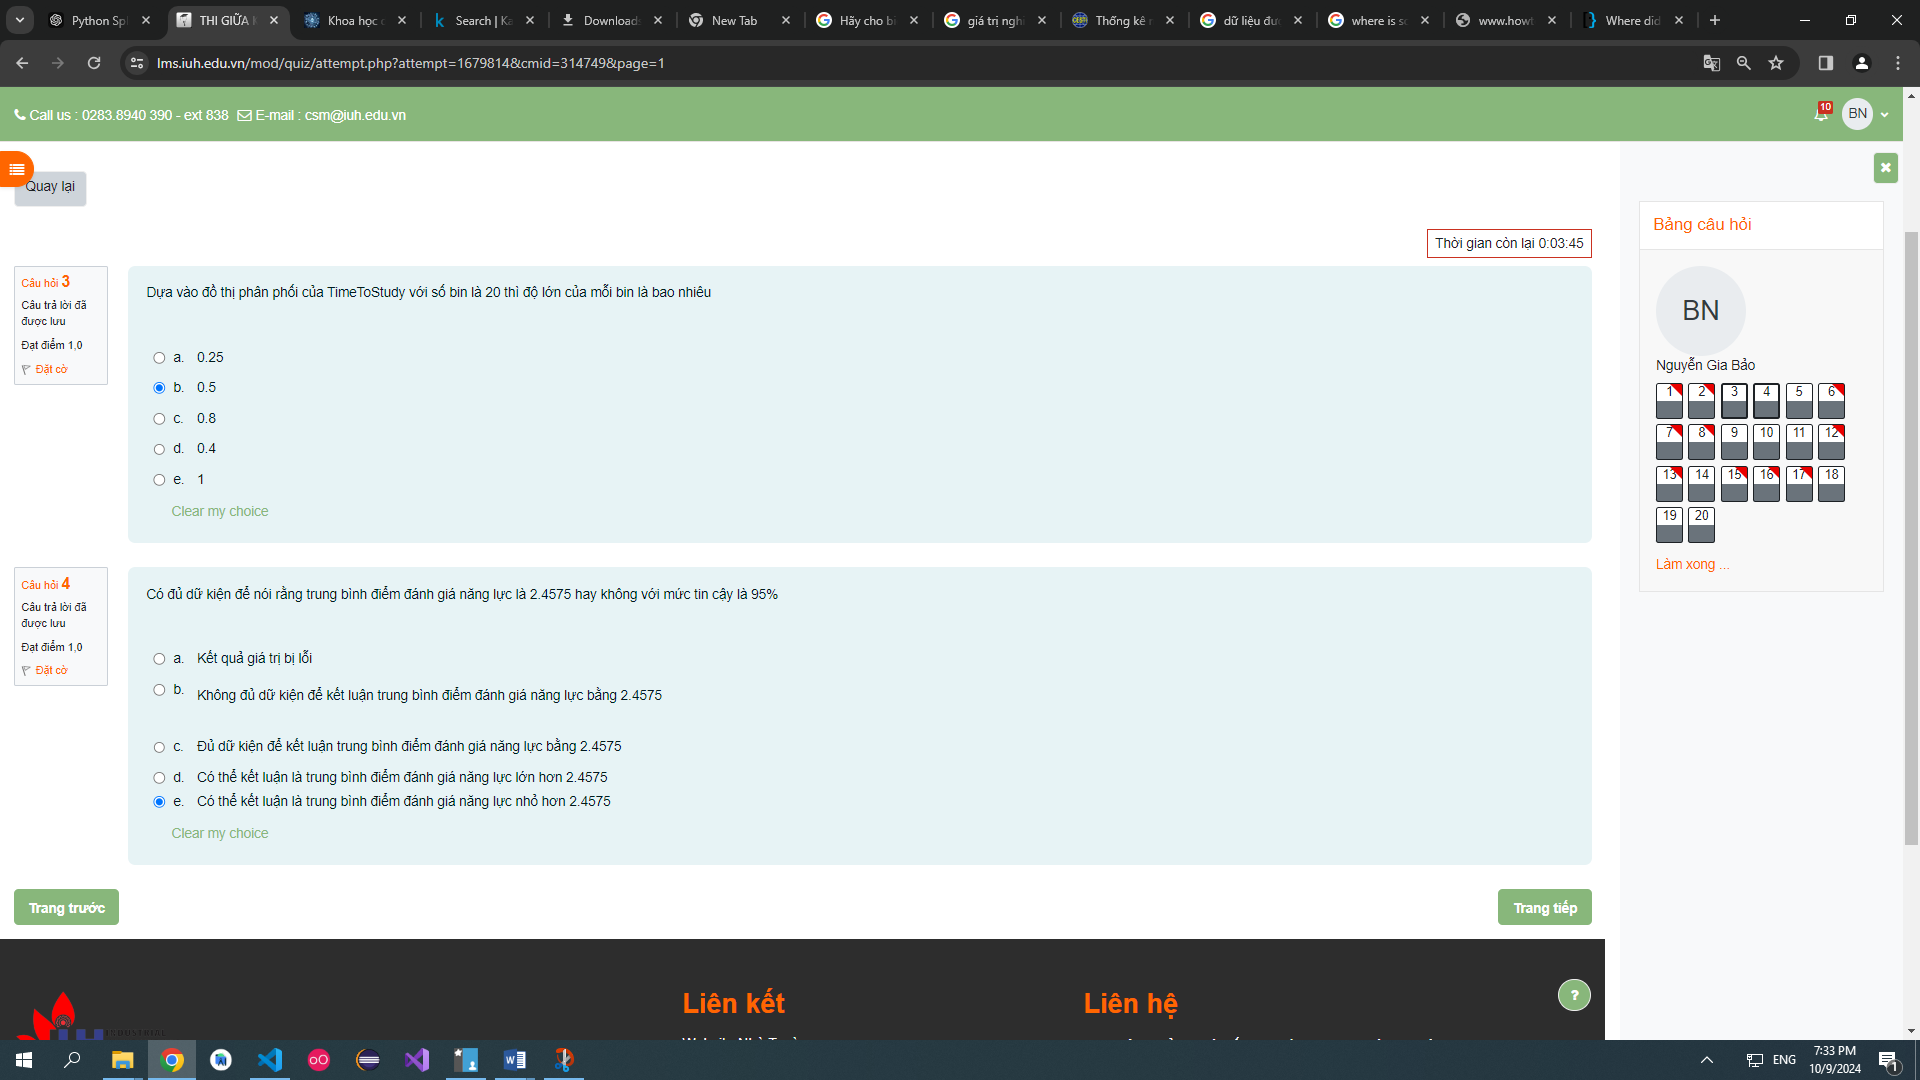 Python Sp
THI GIỮA K
Khoa học
Search | Ka
Downloads
New Tab
Hãy cho bi
giá trị nghi
Thống kê
dữ liệu đư
where is sc
www.howt
Where did
lms.iuh.edu.vn/mod/quiz/attempt.php?attempt=1679814&cmid=314749&page=1
Call us : 0283.8940 390 - ext 838 E-mail : csm@iuh.edu.vn
10
BN
Quay lại
Thời gian còn lại 0:03:45
Câu hỏi 3
Câu trả lời đã
được lưu
Đạt điểm 1,0
Đặt cờ
Dựa vào đồ thị phân phối của TimeToStudy với số bin là 20 thì độ lớn của mỗi bin là bao nhiêu
a. 0.25
b. 0.5
c. 0.8
d. 0.4
e. 1
Clear my choice
Câu hỏi 4
Câu trả lời đã
được lưu
Đạt điểm 1,0
Đặt cờ
Có đủ dữ kiện để nói rằng trung bình điểm đánh giá năng lực là 2.4575 hay không với mức tin cậy là 95%
a. Kết quả giá trị bị lỗi
b. Không đủ dữ kiện để kết luận trung bình điểm đánh giá năng lực bằng 2.4575
c. Đủ dữ kiện để kết luận trung bình điểm đánh giá năng lực bằng 2.4575
d. Có thể kết luận là trung bình điểm đánh giá năng lực lớn hơn 2.4575
e. Có thể kết luận là trung bình điểm đánh giá năng lực nhỏ hơn 2.4575
Clear my choice
Trang trước
Trang tiếp
Bảng câu hỏi
BN
Nguyễn Gia Bảo
1 2 3 4 5 6
7 8 9 10 11 12
13 14 15 16 17 18
19 20
Làm xong ...
Liên kết
Liên hệ
?
ENG
7:33 PM
10/9/2024
1